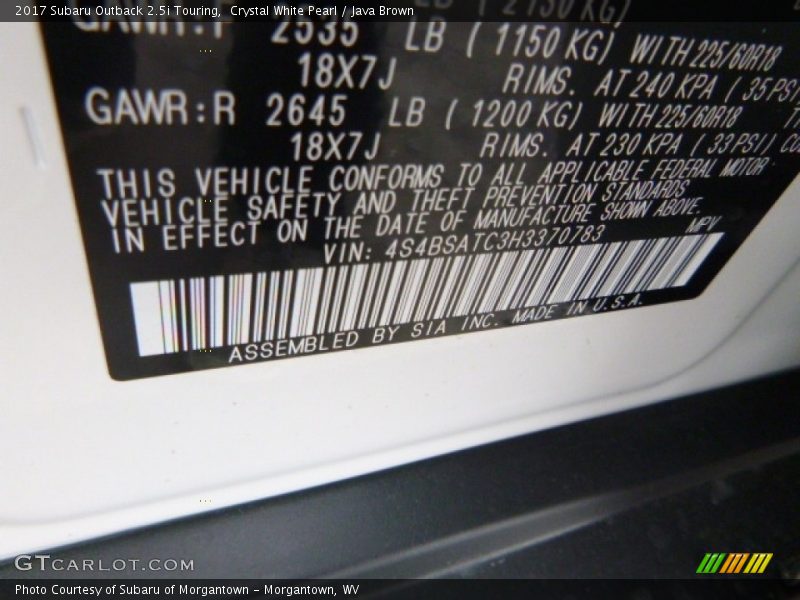 2017 Subaru Outback 2.5i Touring, Crystal White Pearl / Java Brown
2535 LB ( 1150 KG) WITH 225/60R18
18X7J RIMS. AT 240 KPA ( 35 PSI)
GAWR:R 2645 LB ( 1200 KG) WITH 225/60R18
18X7J RIMS. AT 230 KPA ( 33 PSI)
THIS VEHICLE CONFORMS TO ALL APPLICABLE FEDERAL MOTOR
VEHICLE SAFETY AND THEFT PREVENTION STANDARDS
IN EFFECT ON THE DATE OF MANUFACTURE SHOWN ABOVE.
VIN: 4S4BSATC3H3370783 MPV
ASSEMBLED BY SIA INC. MADE IN U.S.A.
GTCARLOT.COM
Photo Courtesy of Subaru of Morgantown - Morgantown, WV